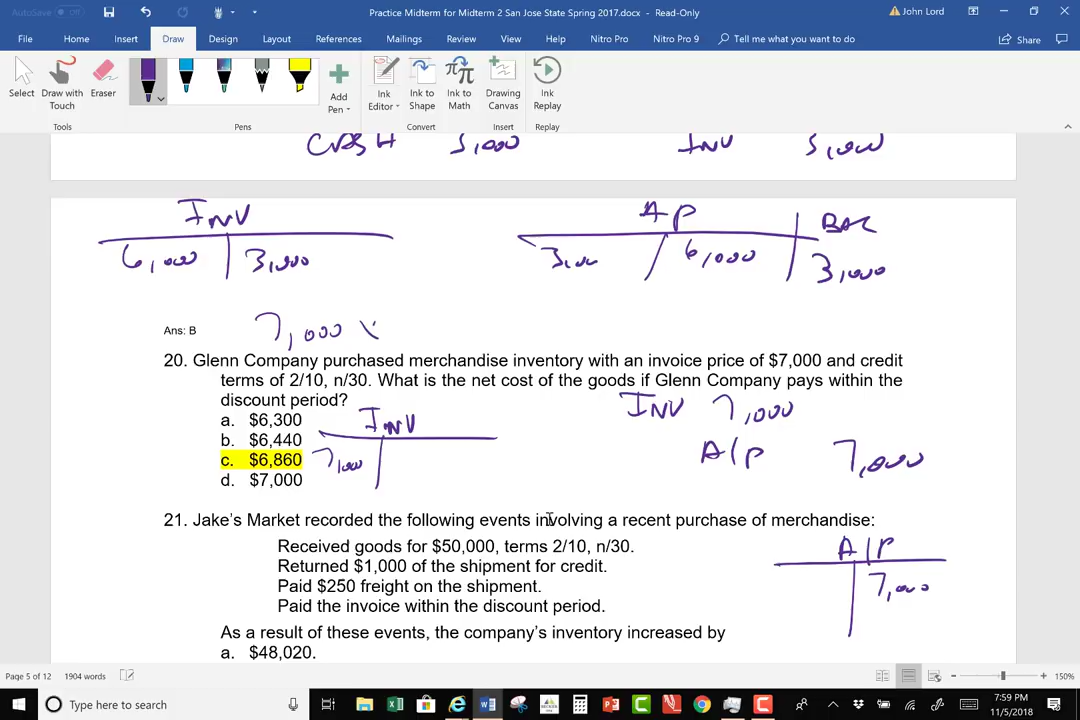 AutoSave Off
Practice Midterm for Midterm 2 San Jose State Spring 2017.docx - Read-Only
John Lord
File Home Insert Draw Design Layout References Mailings Review View Help Nitro Pro Nitro Pro 9 Tell me what you want to do Share
Select
Draw with Touch
Eraser
Add Pen
Ink Editor
Ink to Shape
Ink to Math
Drawing Canvas
Ink Replay
Tools Pens Convert Insert Replay
CASH 3,000 INV 3,000
INV AP BAL
6,000 3,000 3,000 6,000 3,000
Ans: B 7,000 X
20. Glenn Company purchased merchandise inventory with an invoice price of $7,000 and credit
terms of 2/10, n/30. What is the net cost of the goods if Glenn Company pays within the
discount period?
INV 7,000
a. $6,300 INV
b. $6,440 A/P 7,000
c. $6,860 7,000
d. $7,000
21. Jake's Market recorded the following events involving a recent purchase of merchandise:
Received goods for $50,000, terms 2/10, n/30. A/P
Returned $1,000 of the shipment for credit.
Paid $250 freight on the shipment. 7,000
Paid the invoice within the discount period.
As a result of these events, the company's inventory increased by
a. $48,020.
Page 5 of 12 1904 words 150%
Type here to search
7:59 PM
11/5/2018